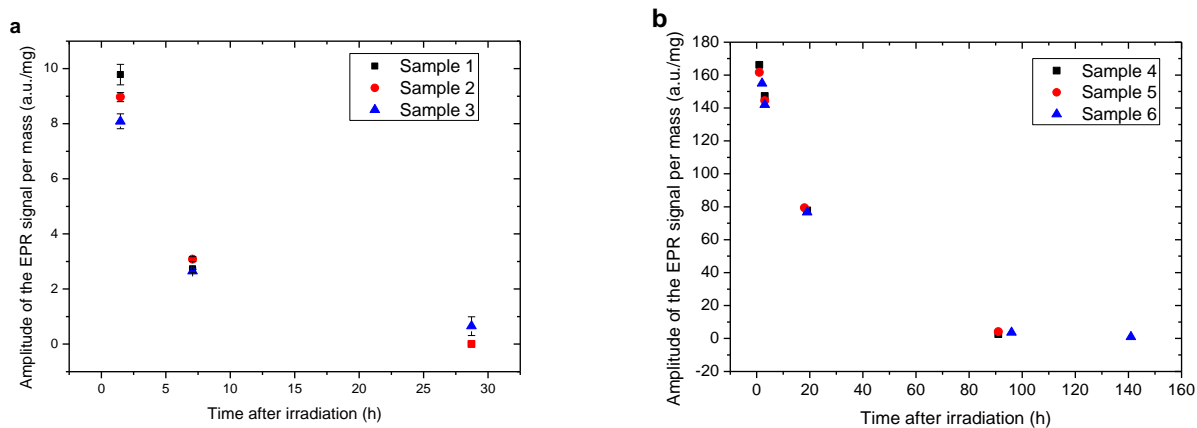 a
Amplitude of the EPR signal per mass (a.u./mg)
10
8
6
4
2
0
0 5 10 15 20 25 30
Time after irradiation (h)
Sample 1
Sample 2
Sample 3
b
Amplitude of the EPR signal per mass (a.u./mg)
180
160
140
120
100
80
60
40
20
0
-20
0 20 40 60 80 100 120 140 160
Time after irradiation (h)
Sample 4
Sample 5
Sample 6